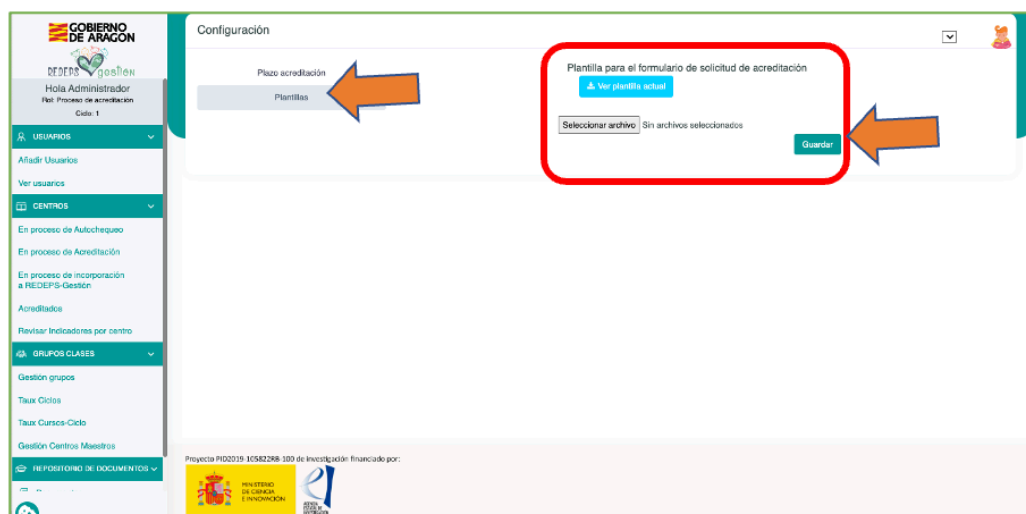 GOBIERNO
DE ARAGON
REDEPS gestión
Hola Administrador
Rol: Proceso de acreditación
Ciclo: 1
USUARIOS
Añadir Usuarios
Ver usuarios
CENTROS
En proceso de Autochequeo
En proceso de Acreditación
En proceso de incorporación
a REDEPS-Gestión
Acreditados
Revisar Indicadores por centro
GRUPOS CLASES
Gestión grupos
Taux Ciclos
Taux Cursos-Ciclo
Gestión Centros Maestros
REPOSITORIO DE DOCUMENTOS
Configuración
Plazo acreditación
Plantillas
Plantilla para el formulario de solicitud de acreditación
Ver plantilla actual
Seleccionar archivo Sin archivos seleccionados
Guardar
Proyecto PID2019-105822RB-100 de investigación financiado por:
MINISTERIO
DE CIENCIA
E INNOVACIÓN
AGENCIA
ESTATAL DE
INVESTIGACIÓN